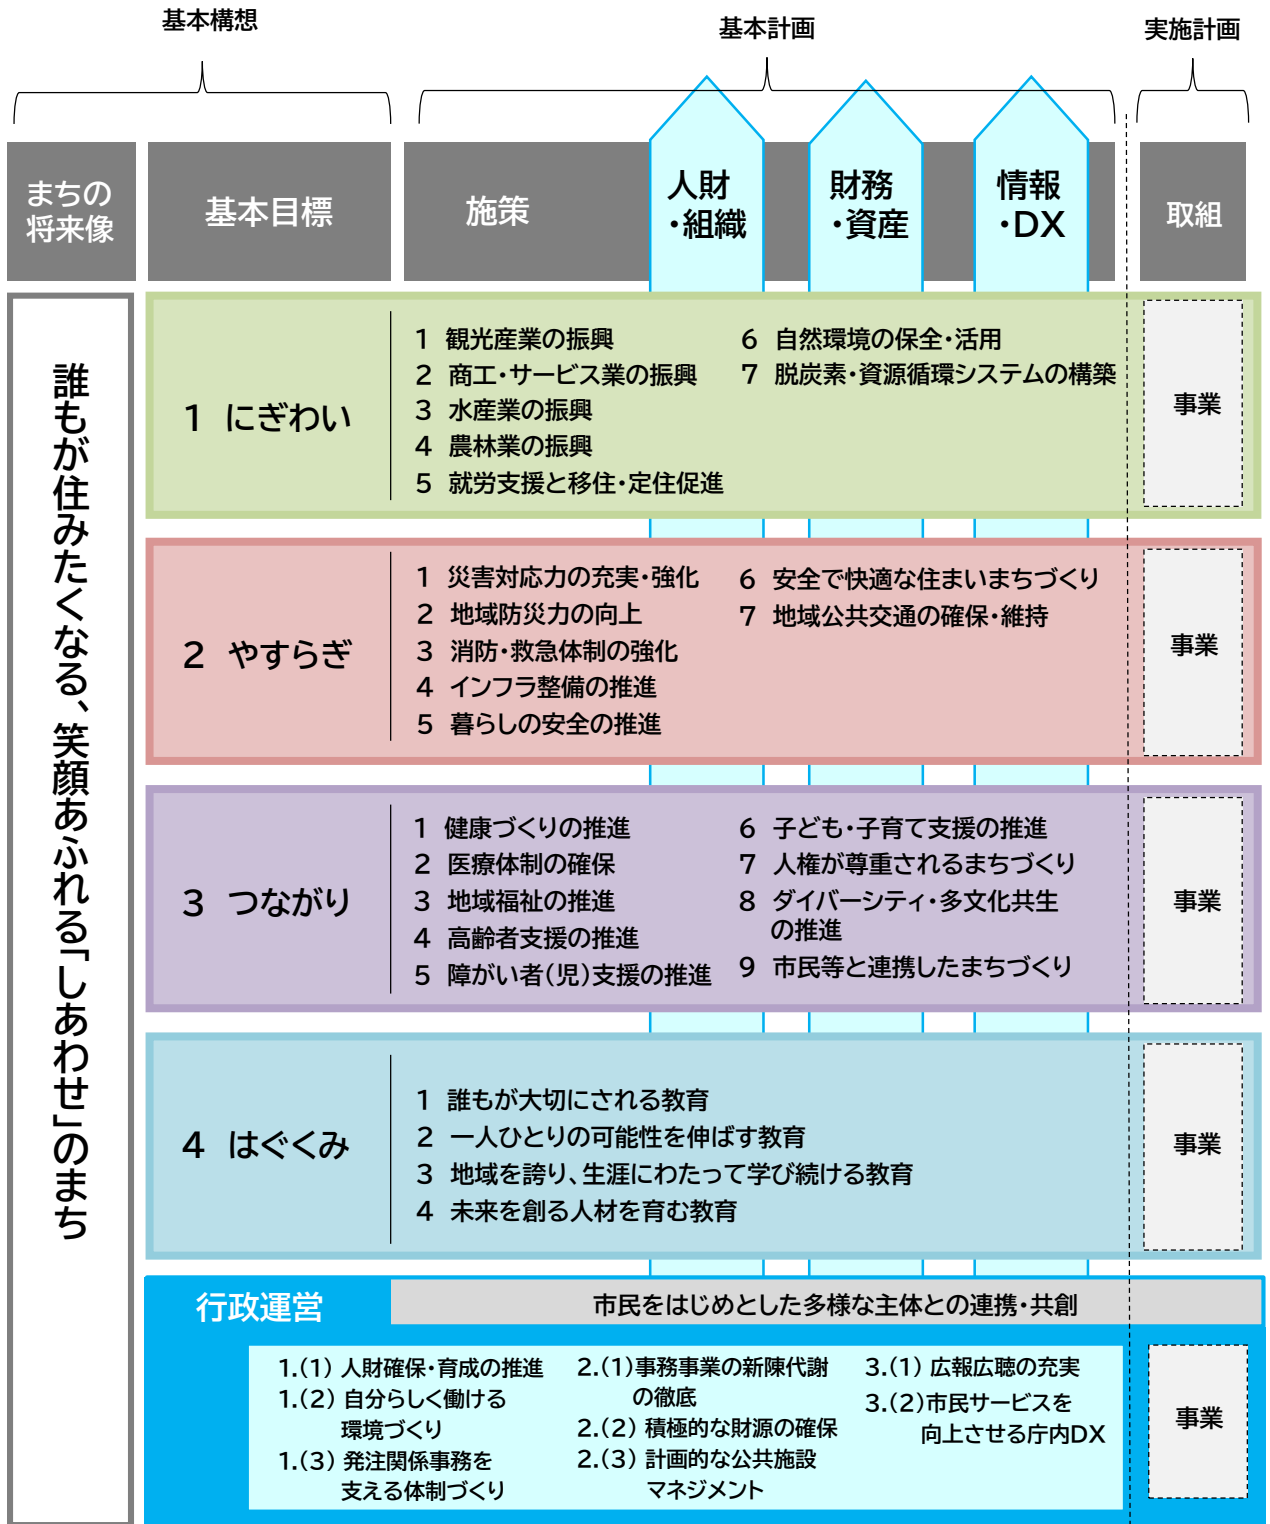 基本構想
基本計画
実施計画
まちの
将来像
基本目標
施策
人財
・組織
財務
・資産
情報
・DX
取組
誰もが住みたくなる、笑顔あふれる「しあわせ」のまち
1 にぎわい
1 観光産業の振興
2 商工・サービス業の振興
3 水産業の振興
4 農林業の振興
5 就労支援と移住・定住促進
6 自然環境の保全・活用
7 脱炭素・資源循環システムの構築
事業
2 やすらぎ
1 災害対応力の充実・強化
2 地域防災力の向上
3 消防・救急体制の強化
4 インフラ整備の推進
5 暮らしの安全の推進
6 安全で快適な住まいまちづくり
7 地域公共交通の確保・維持
事業
3 つながり
1 健康づくりの推進
2 医療体制の確保
3 地域福祉の推進
4 高齢者支援の推進
5 障がい者(児)支援の推進
6 子ども・子育て支援の推進
7 人権が尊重されるまちづくり
8 ダイバーシティ・多文化共生
の推進
9 市民等と連携したまちづくり
事業
4 はぐくみ
1 誰もが大切にされる教育
2 一人ひとりの可能性を伸ばす教育
3 地域を誇り、生涯にわたって学び続ける教育
4 未来を創る人材を育む教育
事業
行政運営
市民をはじめとした多様な主体との連携・共創
1.(1) 人財確保・育成の推進
1.(2) 自分らしく働ける
環境づくり
1.(3) 発注関係事務を
支える体制づくり
2.(1)事務事業の新陳代謝
の徹底
2.(2) 積極的な財源の確保
2.(3) 計画的な公共施設
マネジメント
3.(1) 広報広聴の充実
3.(2)市民サービスを
向上させる庁内DX
事業